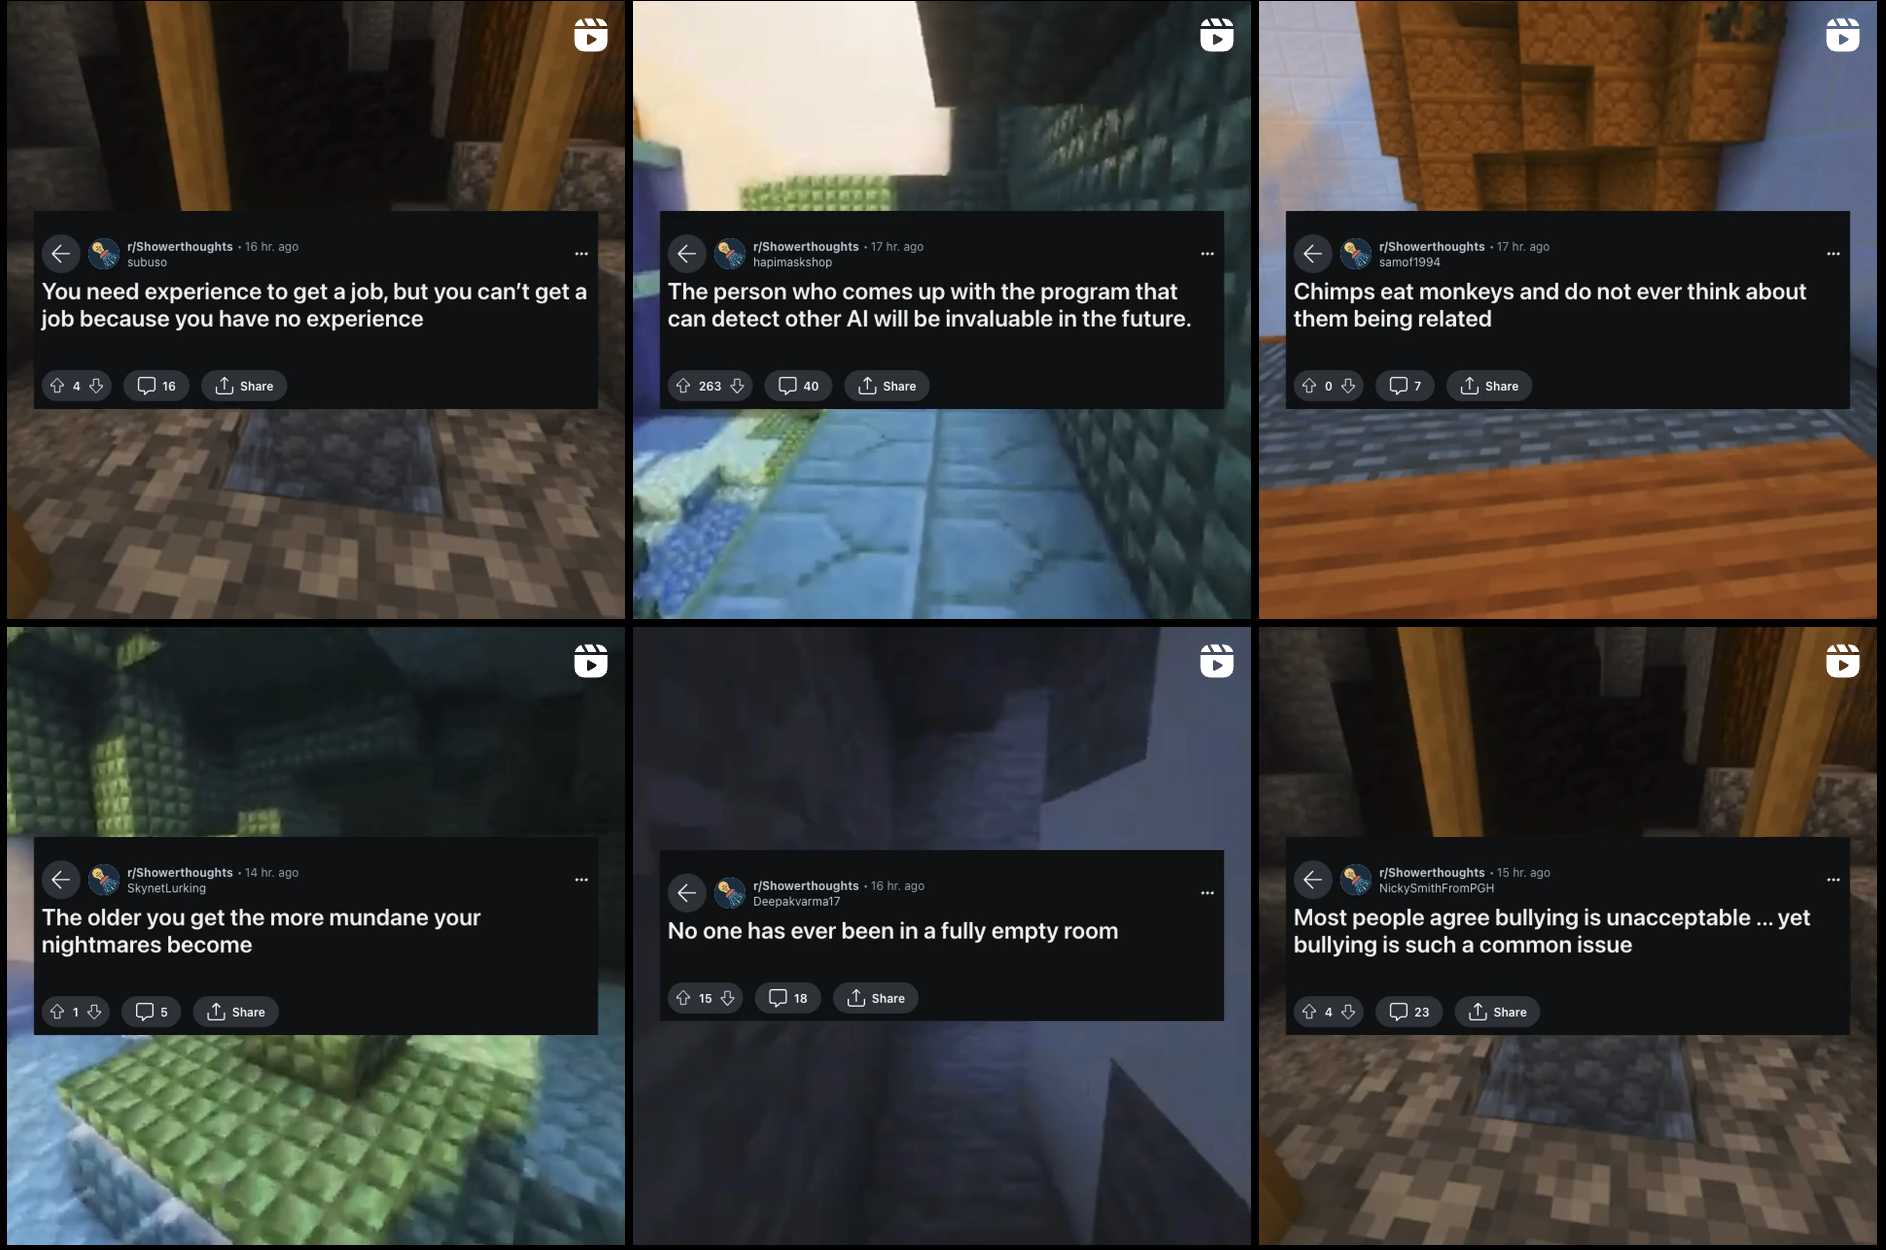 r/Showerthoughts • 16 hr. ago
subuso
You need experience to get a job, but you can’t get a
job because you have no experience
4 16 Share
r/Showerthoughts • 17 hr. ago
hapimaskshop
The person who comes up with the program that
can detect other AI will be invaluable in the future.
263 40 Share
r/Showerthoughts • 17 hr. ago
samof1994
Chimps eat monkeys and do not ever think about
them being related
0 7 Share
r/Showerthoughts • 14 hr. ago
SkynetLurking
The older you get the more mundane your
nightmares become
1 5 Share
r/Showerthoughts • 16 hr. ago
Deepakvarma17
No one has ever been in a fully empty room
15 18 Share
r/Showerthoughts • 15 hr. ago
NickySmithFromPGH
Most people agree bullying is unacceptable ... yet
bullying is such a common issue
4 23 Share